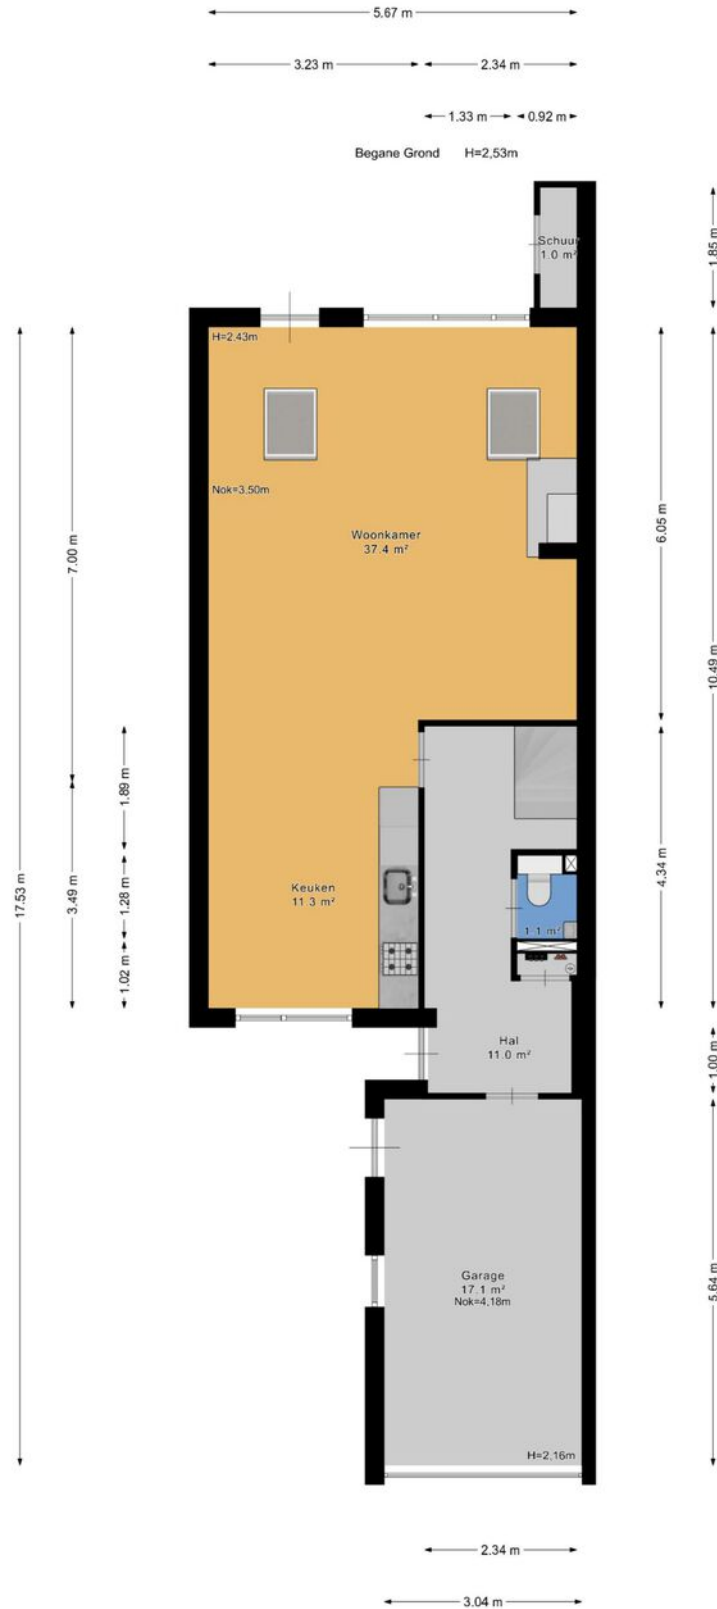 5.67 m
3.23 m
2.34 m
1.33 m
0.92 m
Begane Grond H=2,53m
Schuur
1.0 m²
1.85 m
H=2,43m
Nok=3,50m
Woonkamer
37.4 m²
7.00 m
6.05 m
10.49 m
1.89 m
17.53 m
3.49 m
1.28 m
1.02 m
4.34 m
Keuken
11.3 m²
1.1 m²
Hal
11.0 m²
1.00 m
Garage
17.1 m²
Nok=4,18m
5.64 m
H=2,16m
2.34 m
3.04 m